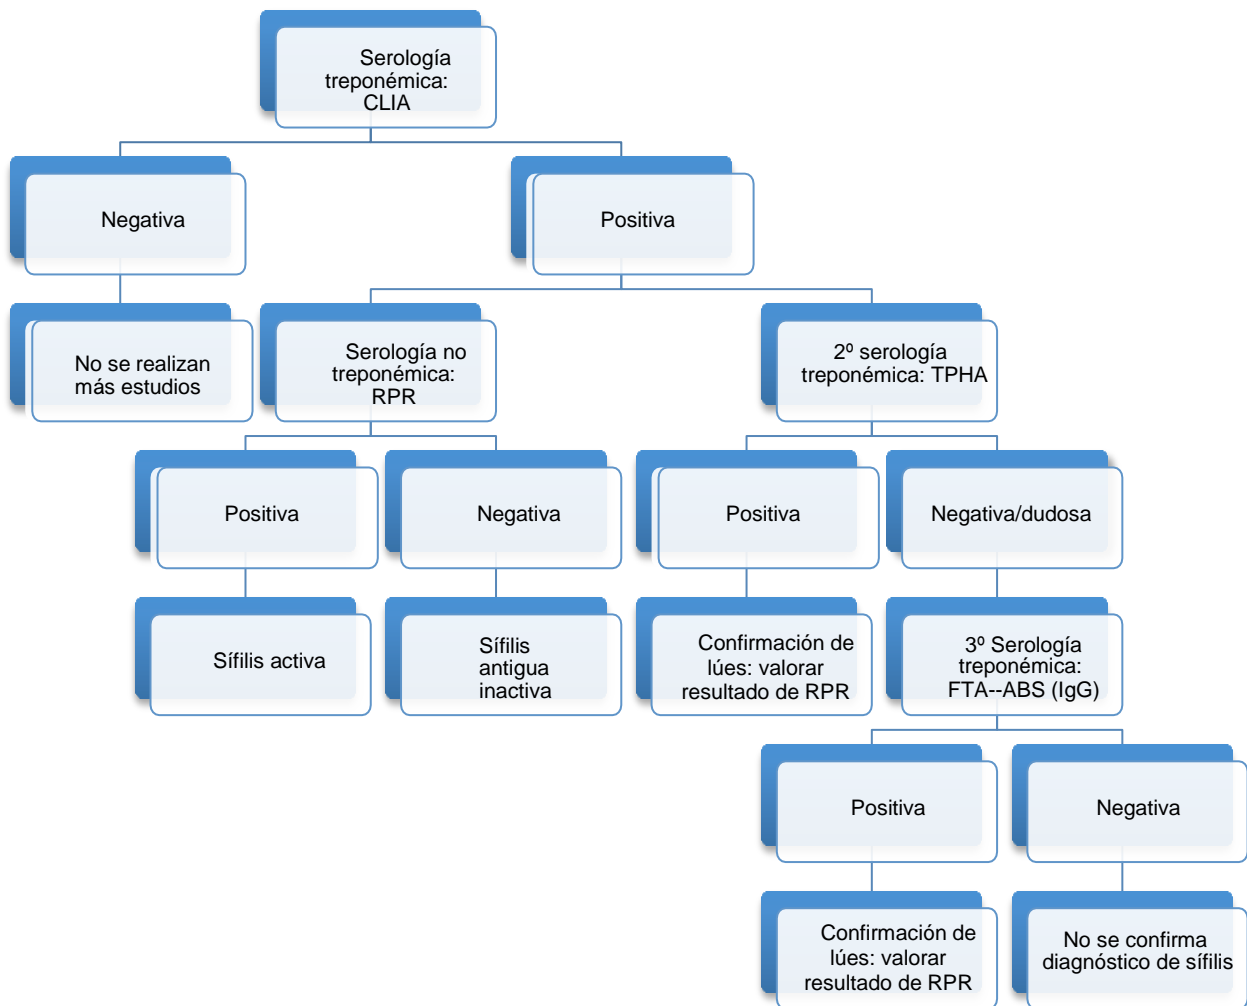 Serología
treponémica:
CLIA
Negativa
Positiva
No se realizan
más estudios
Serología no
treponémica:
RPR
2º serología
treponémica: TPHA
Positiva
Negativa
Positiva
Negativa/dudosa
Sífilis activa
Sífilis
antigua
inactiva
Confirmación de
lúes: valorar
resultado de RPR
3º Serología
treponémica:
FTA--ABS (IgG)
Positiva
Negativa
Confirmación de
lúes: valorar
resultado de RPR
No se confirma
diagnóstico de sífilis